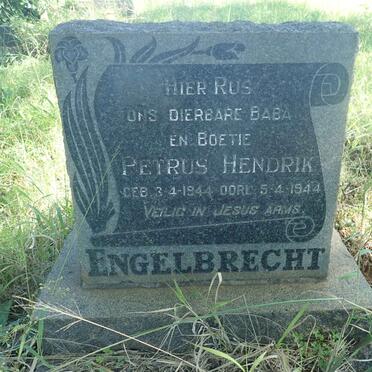 HIER RUS
ONS DIERBARE BABA
EN BOETIE
PETRUS HENDRIK
GEB. 3-4-1944 OORL. 5-4-1944
VEILIG IN JESUS ARMS.
ENGELBRECHT